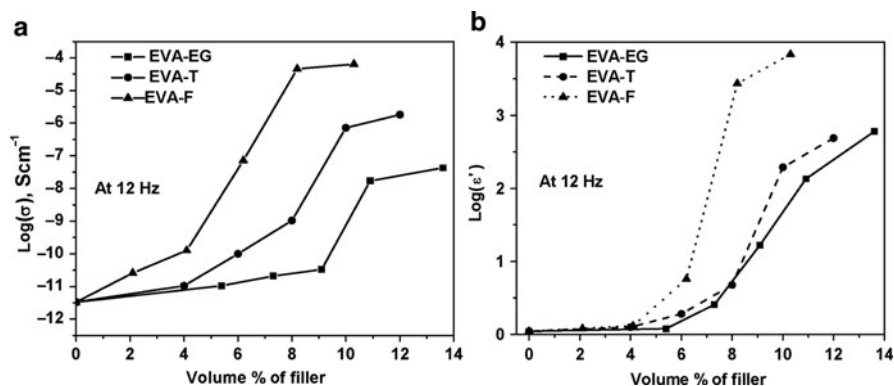 a
EVA-EG
EVA-T
EVA-F
At 12 Hz
Log(σ), Scm⁻¹
−4
−5
−6
−7
−8
−9
−10
−11
−12
0 2 4 6 8 10 12 14
Volume % of filler
b
EVA-EG
EVA-T
EVA-F
At 12 Hz
Log(ε')
4
3
2
1
0
0 2 4 6 8 10 12 14
Volume % of filler